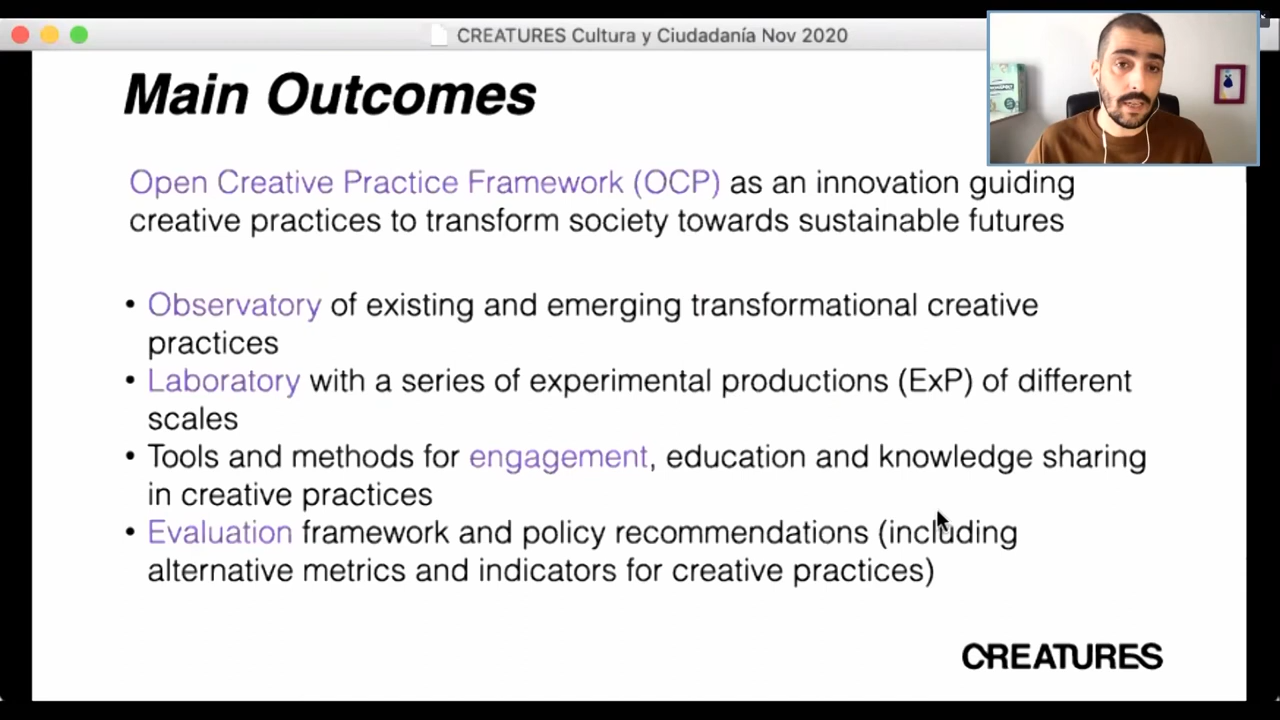 CREATURES Cultura y Ciudadanía Nov 2020
Main Outcomes
Open Creative Practice Framework (OCP) as an innovation guiding
creative practices to transform society towards sustainable futures
• Observatory of existing and emerging transformational creative
practices
• Laboratory with a series of experimental productions (ExP) of different
scales
• Tools and methods for engagement, education and knowledge sharing
in creative practices
• Evaluation framework and policy recommendations (including
alternative metrics and indicators for creative practices)
CREATURES